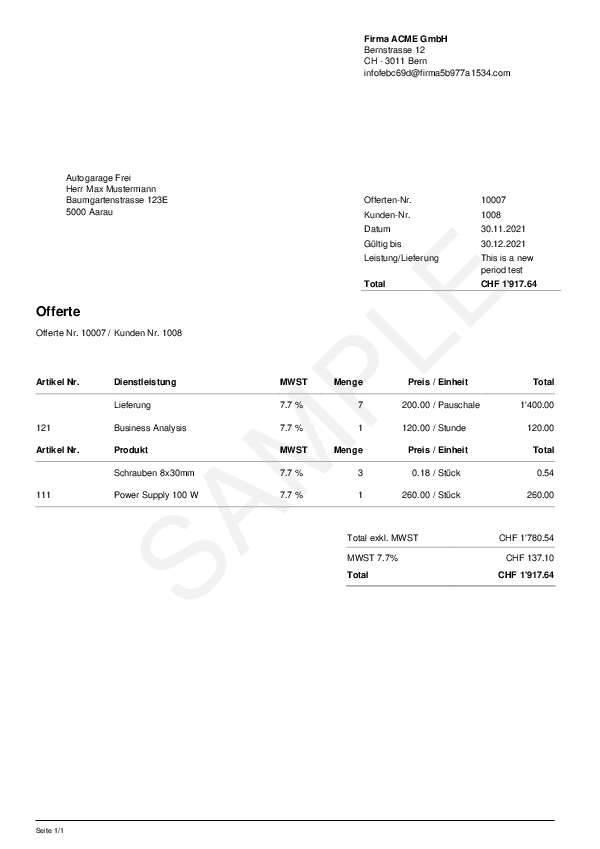 Firma ACME GmbH
Bernstrasse 12
CH - 3011 Bern
infofebc69d@firma5b977a1534.com
Autogarage Frei
Herr Max Mustermann
Baumgartenstrasse 123E
5000 Aarau
Offerten-Nr. 10007
Kunden-Nr. 1008
Datum 30.11.2021
Gültig bis 30.12.2021
Leistung/Lieferung This is a new
period test
Total CHF 1'917.64
Offerte
Offerte Nr. 10007 / Kunden Nr. 1008
Artikel Nr. Dienstleistung MWST Menge Preis / Einheit Total
Lieferung 7.7 % 7 200.00 / Pauschale 1'400.00
121 Business Analysis 7.7 % 1 120.00 / Stunde 120.00
Artikel Nr. Produkt MWST Menge Preis / Einheit Total
Schrauben 8x30mm 7.7 % 3 0.18 / Stück 0.54
111 Power Supply 100 W 7.7 % 1 260.00 / Stück 260.00
Total exkl. MWST CHF 1'780.54
MWST 7.7% CHF 137.10
Total CHF 1'917.64
SAMPLE
Seite 1/1